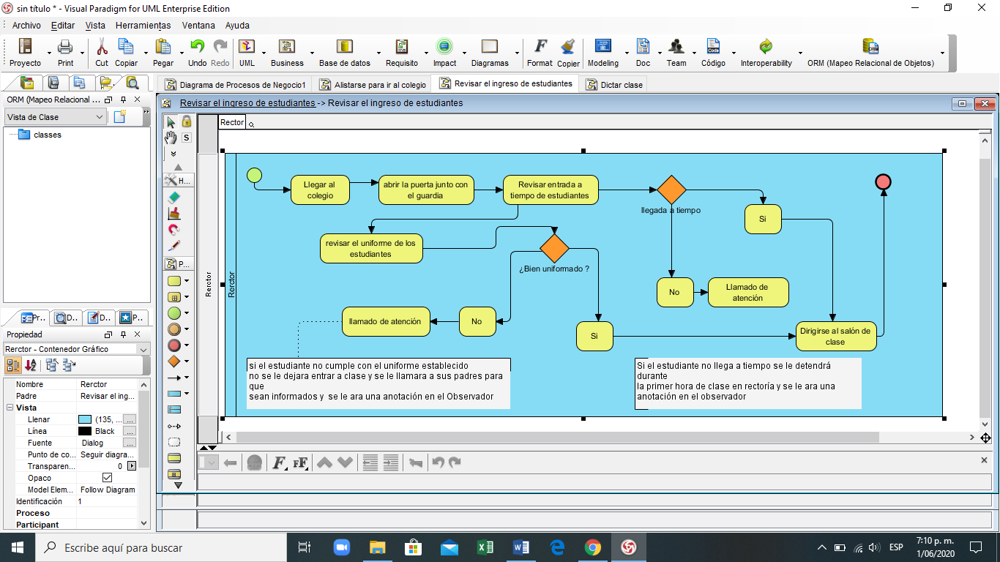 sin título * - Visual Paradigm for UML Enterprise Edition
Archivo Editar Vista Herramientas Ventana Ayuda
Proyecto Print Cut Copiar Pegar Undo Redo UML Business Base de datos Requisito Impact Diagramas Format Copier Modeling Doc Team Código Interoperability ORM (Mapeo Relacional de Objetos)
Diagrama de Procesos de Negocio1 Alistarse para ir al colegio Revisar el ingreso de estudiantes Dictar clase
ORM (Mapeo Relacional ...
Vista de Clase
classes
Revisar el ingreso de estudiantes -> Revisar el ingreso de estudiantes
S
H...
P...
Rector
Rerctor
Rerctor
Llegar al
colegio
abrir la puerta junto con
el guardia
Revisar entrada a
tiempo de estudiantes
llegada a tiempo
Si
revisar el uniforme de los
estudiantes
¿Bien uniformado ?
No
Llamado de
atención
llamado de atención
No
Si
Dirigirse al salón de
clase
si el estudiante no cumple con el uniforme establecido
no se le dejara entrar a clase y se le llamara a sus padres para
que
sean informados y se le ara una anotación en el Observador
Si el estudiante no llega a tiempo se le detendrá
durante
la primer hora de clase en rectoría y se le ara una
anotación en el observador
Pr.. D.. D.. P..
Propiedad
Rerctor - Contenedor Gráfico
Nombre Rerctor
Padre Revisar el ing...
Vista
Llenar (135, ... ...
Línea Black ...
Fuente Dialog ...
Punto de co... Seguir diagra...
Transparen... 0
Opaco
Model Elem... Follow Diagram
Identificación 1
Proceso
Participant
F FF
Escribe aquí para buscar
ESP
7:10 p. m.
1/06/2020